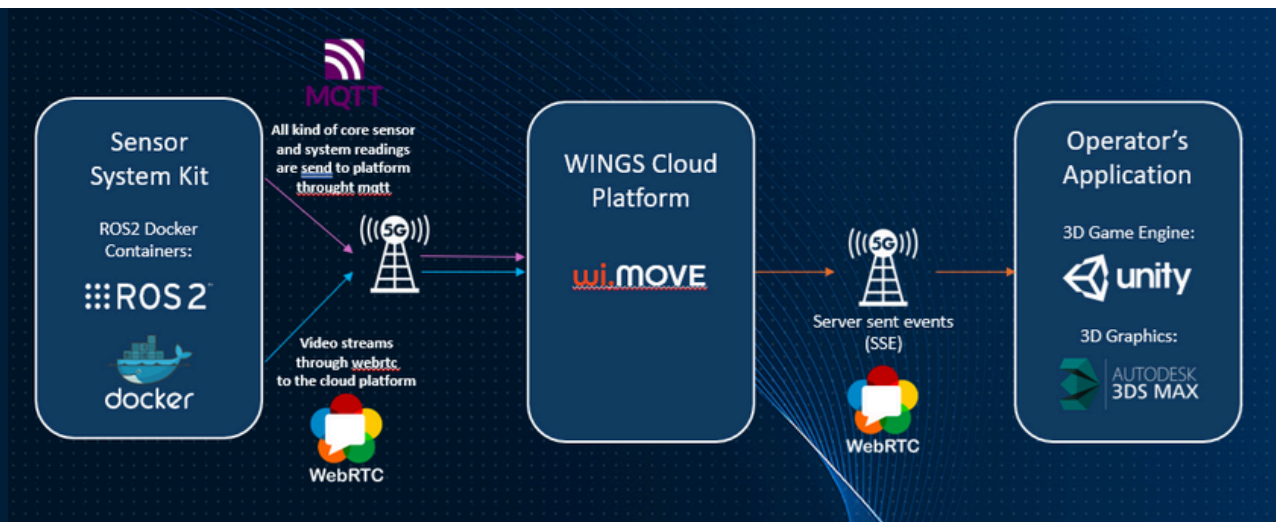 MQTT
All kind of core sensor
and system readings
are send to platform
throught mqtt
Sensor
System Kit
ROS2 Docker
Containers:
ROS 2
docker
5G
Video streams
through webrtc
to the cloud platform
WebRTC
WINGS Cloud
Platform
wi.MOVE
5G
Server sent events
(SSE)
WebRTC
Operator's
Application
3D Game Engine:
unity
3D Graphics:
AUTODESK
3DS MAX